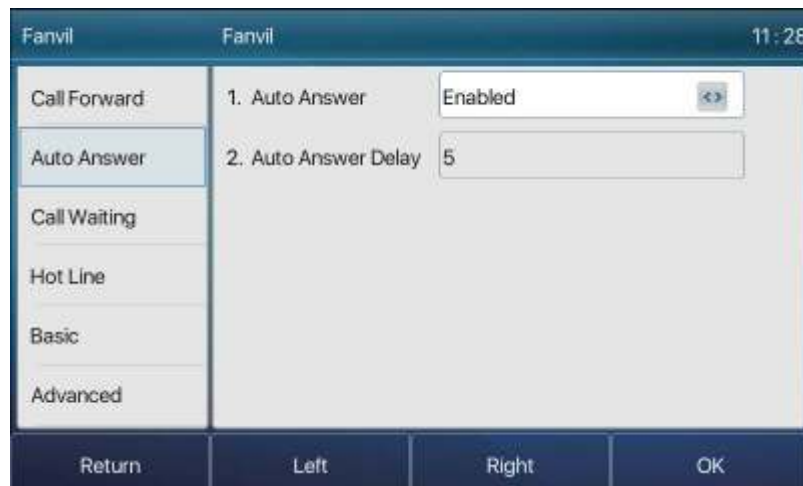 Fanvil Fanvil 11:28
Call Forward
Auto Answer
Call Waiting
Hot Line
Basic
Advanced
1. Auto Answer Enabled
2. Auto Answer Delay 5
Return Left Right OK